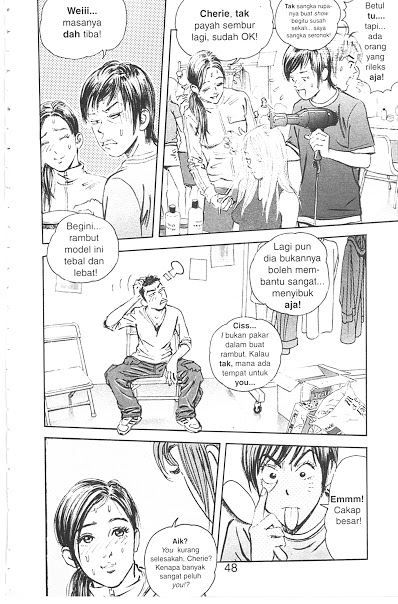 Weiii...
masanya
dah tiba!
Cherie, tak
payah sembur
lagi, sudah OK!
Tak sangka rupa-
nya buat show
begitu susah
sekali... saya
sangka seronok!
Betul
tu....
tapi...
ada
orang
yang
rileks
aja!
Begini...
rambut
model ini
tebal dan
lebat!
Lagi pun
dia bukannya
boleh mem-
bantu sangat...
menyibuk
aja!
Ciss...
I bukan pakar
dalam buat
rambut. Kalau
tak, mana ada
tempat untuk
you...
Emmm!
Cakap
besar!
Aik?
You kurang
selesakah, Cherie?
Kenapa banyak
sangat peluh
you!?
48